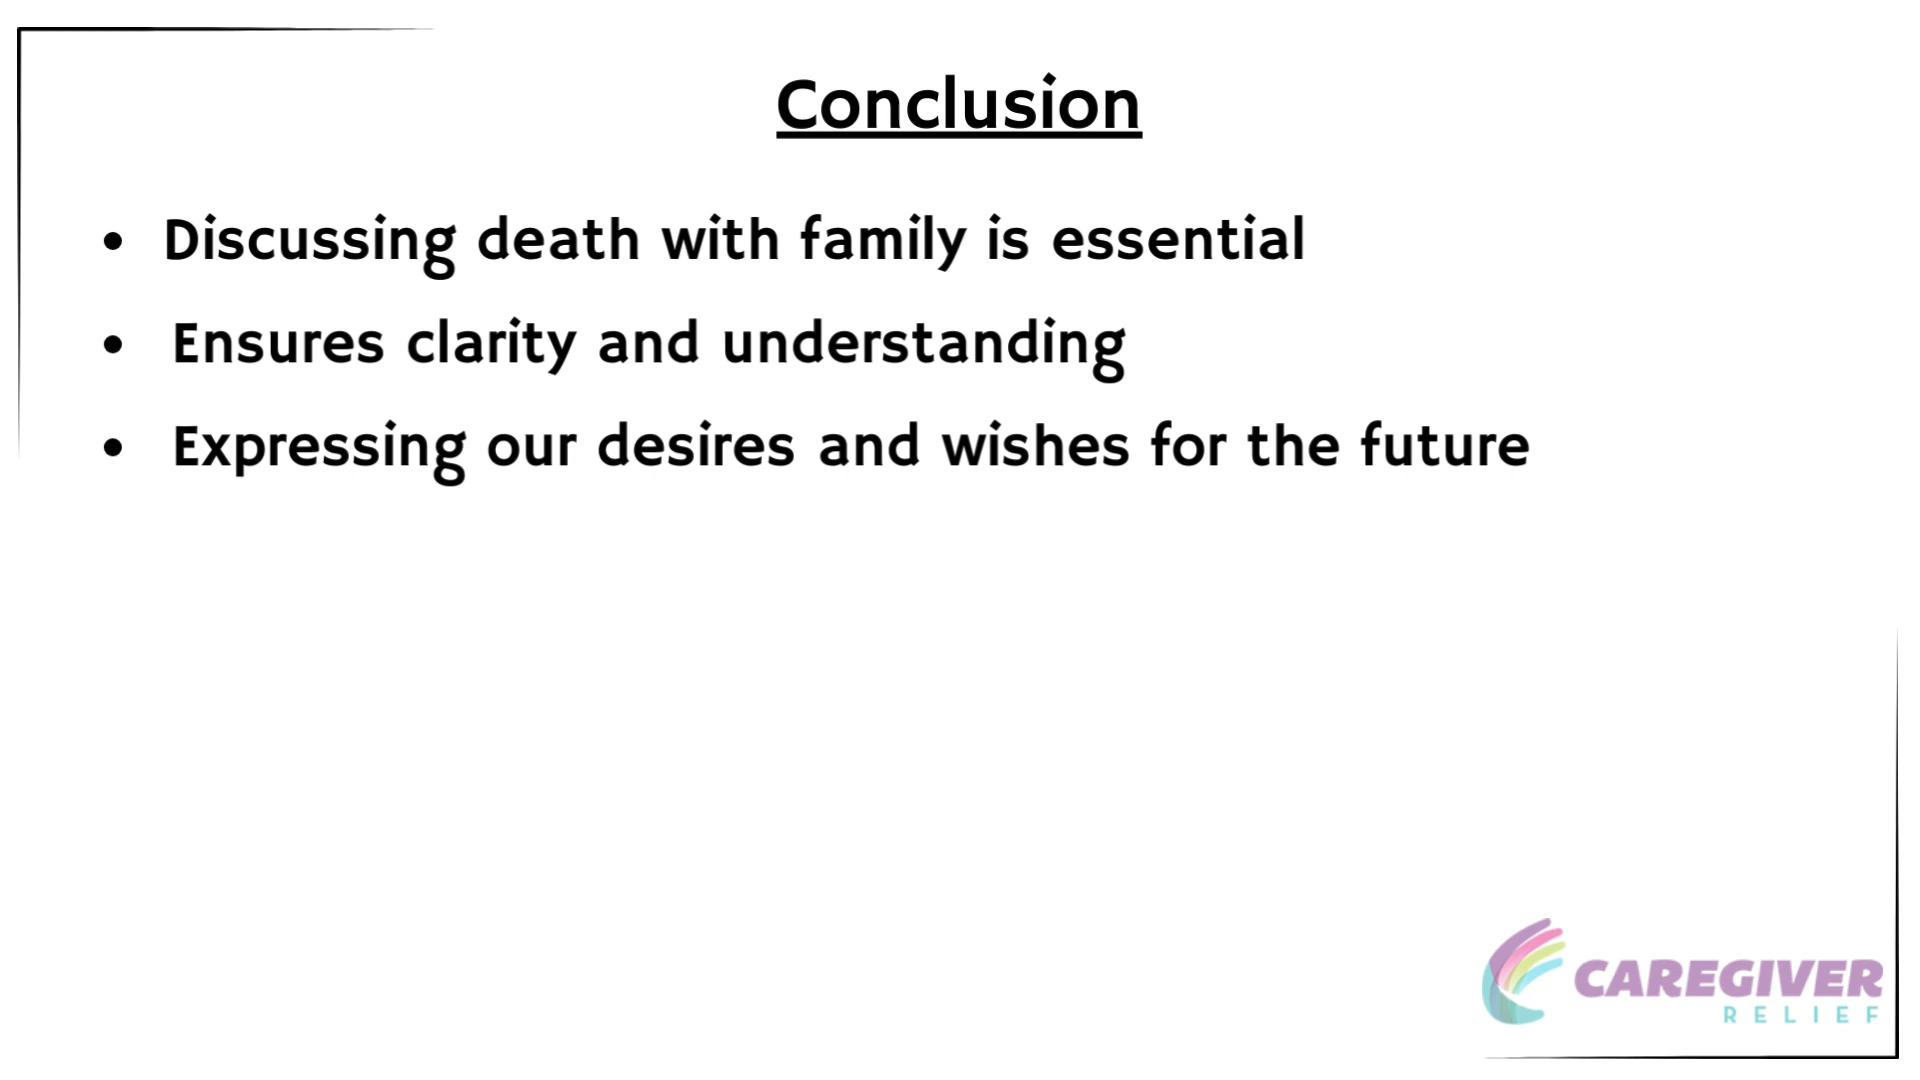 Conclusion
• Discussing death with family is essential
• Ensures clarity and understanding
• Expressing our desires and wishes for the future
CAREGIVER
RELIEF